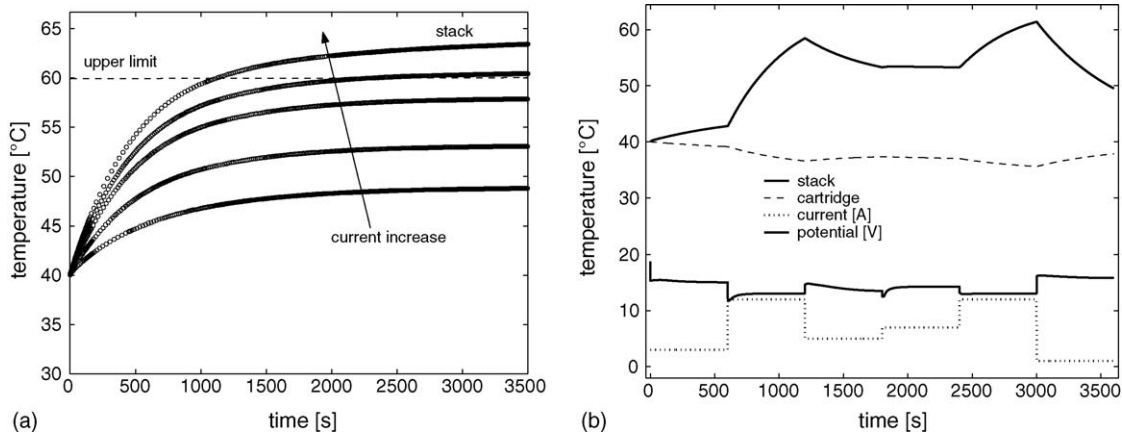 65
60
55
50
45
40
35
30
temperature [°C]
upper limit
stack
current increase
0 500 1000 1500 2000 2500 3000 3500
time [s]
(a)
60
50
40
30
20
10
0
temperature [°C]
stack
cartridge
current [A]
potential [V]
0 500 1000 1500 2000 2500 3000 3500
time [s]
(b)